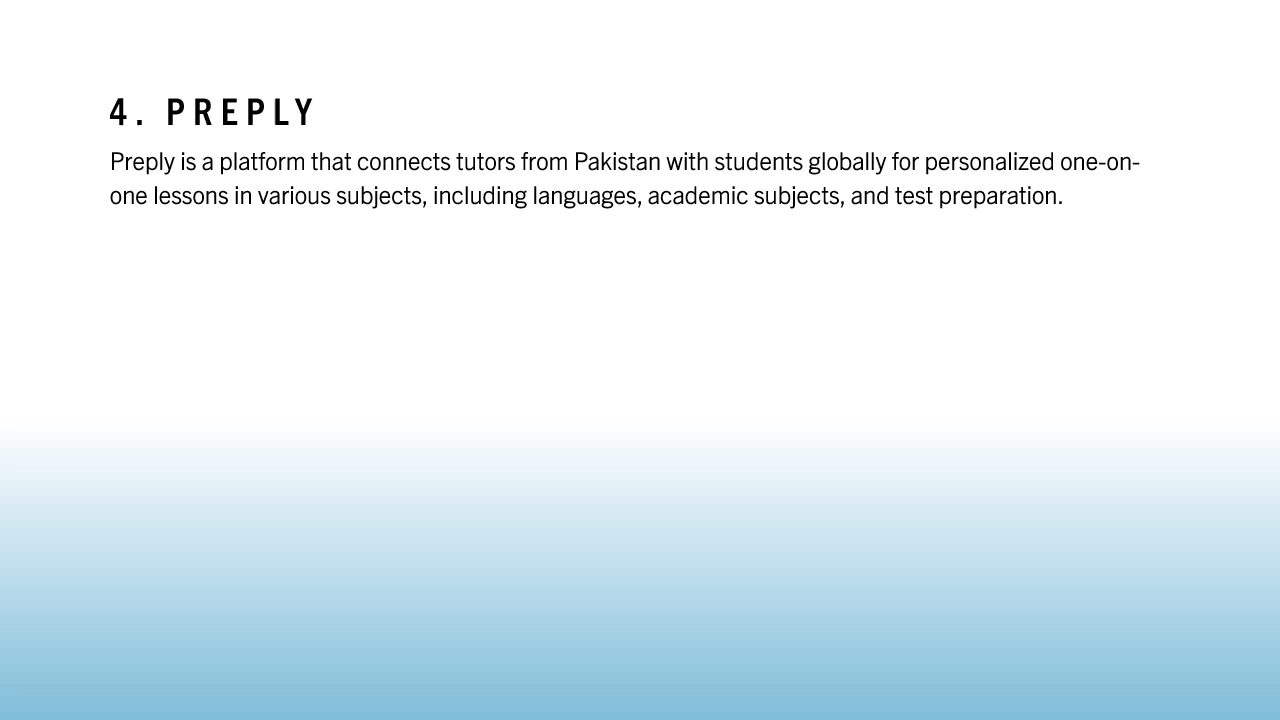 4. PREPLY
Preply is a platform that connects tutors from Pakistan with students globally for personalized one-on-
one lessons in various subjects, including languages, academic subjects, and test preparation.